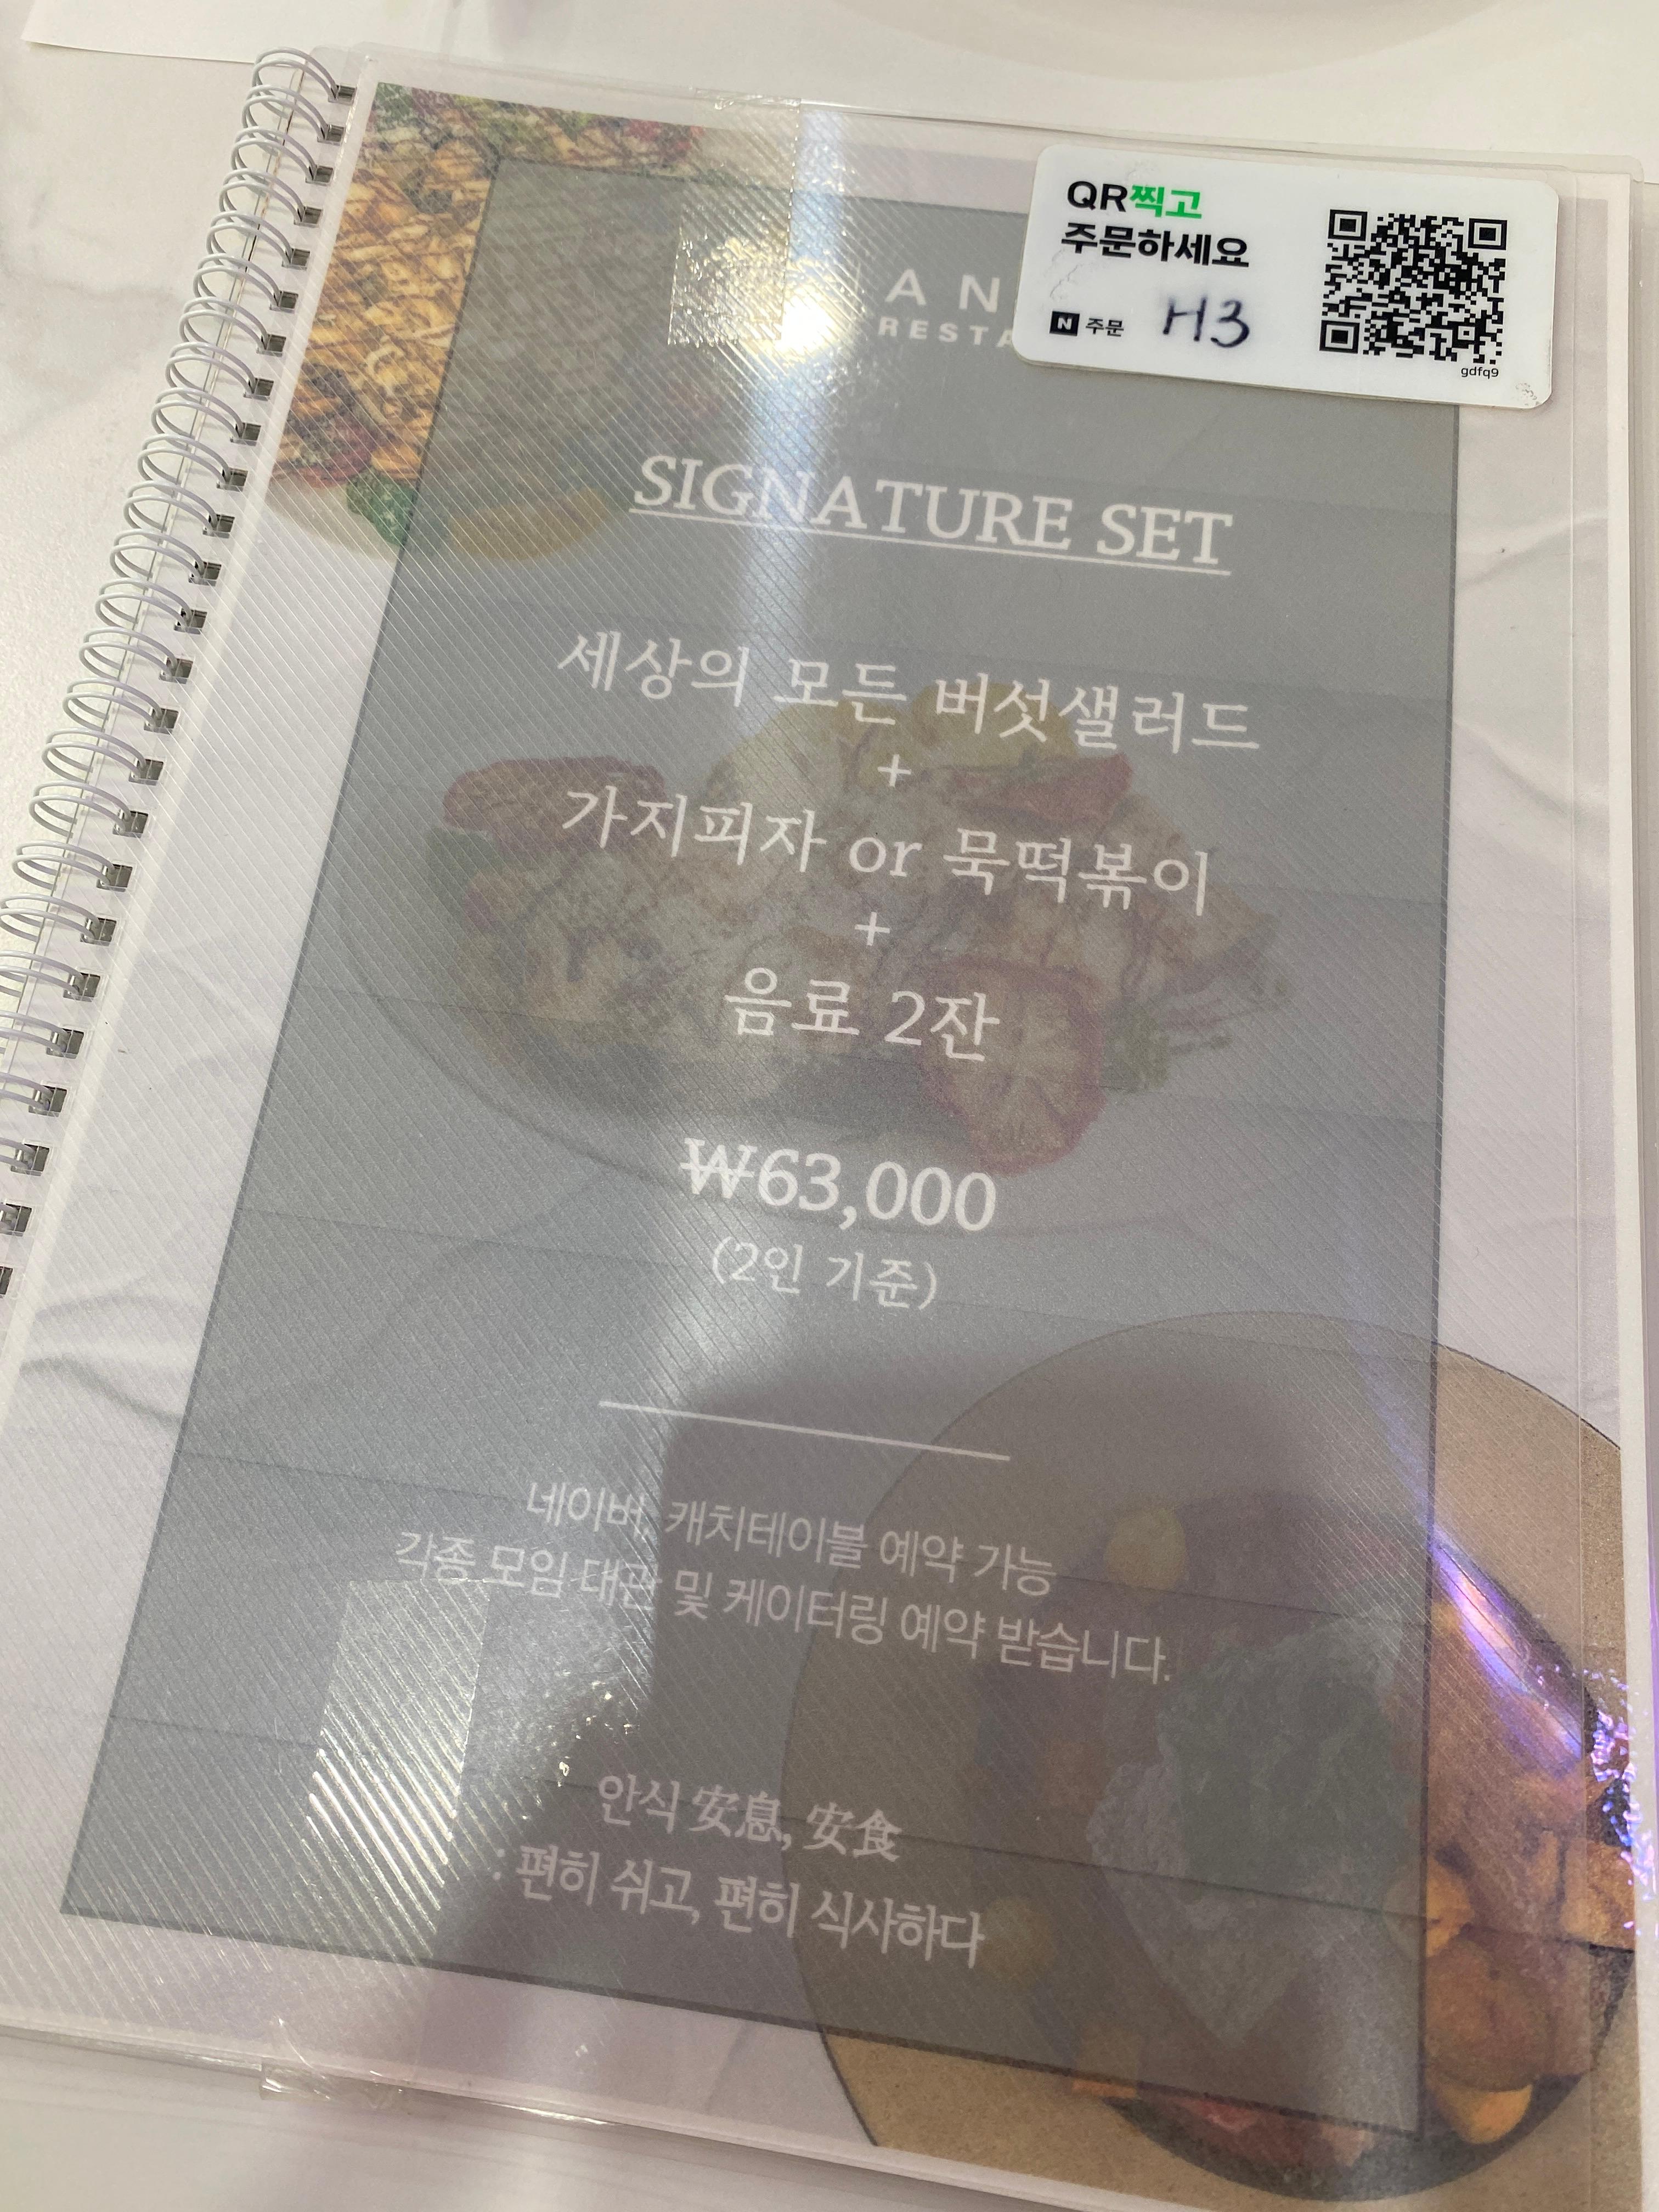 QR찍고
주문하세요
N 주문 H3
gdfq9
AN
RESTA
SIGNATURE SET
세상의 모든 버섯샐러드
+
가지피자 or 묵떡볶이
+
음료 2잔
₩63,000
(2인 기준)
네이버, 캐치테이블 예약 가능
각종 모임 대관 및 케이터링 예약 받습니다.
안식 安息, 安食
: 편히 쉬고, 편히 식사하다